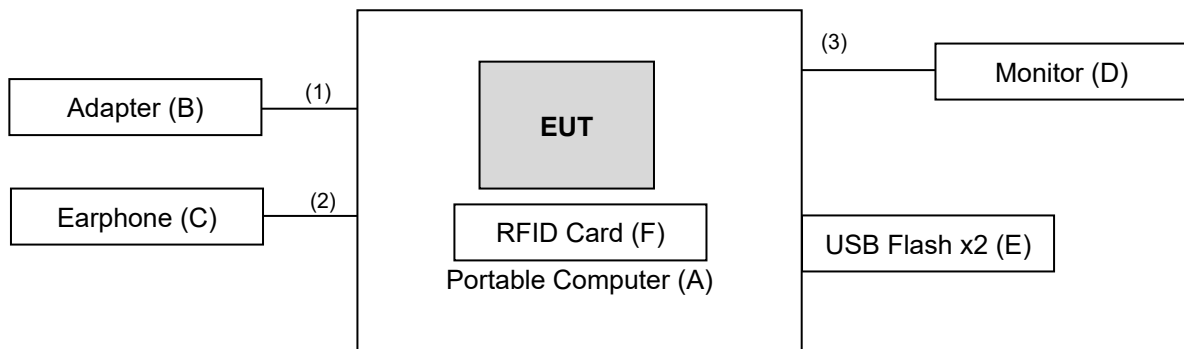 (3)
Monitor (D)
(1)
Adapter (B)
EUT
(2)
Earphone (C)
RFID Card (F)
USB Flash x2 (E)
Portable Computer (A)